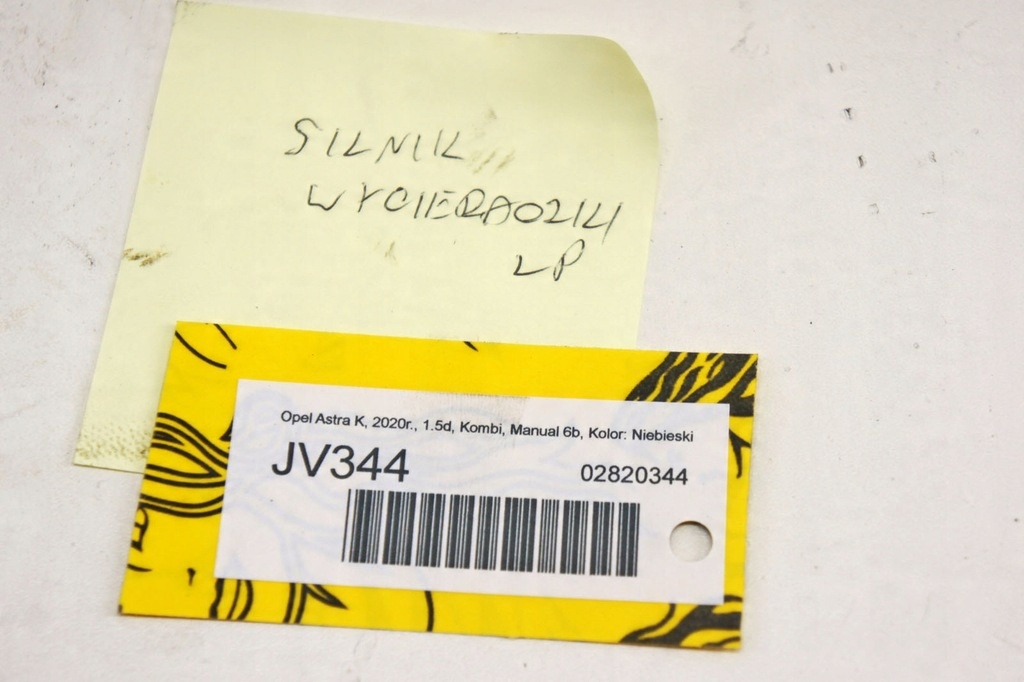 SILNIK
WYCIERACZKI
LP
Opel Astra K, 2020r., 1.5d, Kombi, Manual 6b, Kolor: Niebieski
JV344
02820344